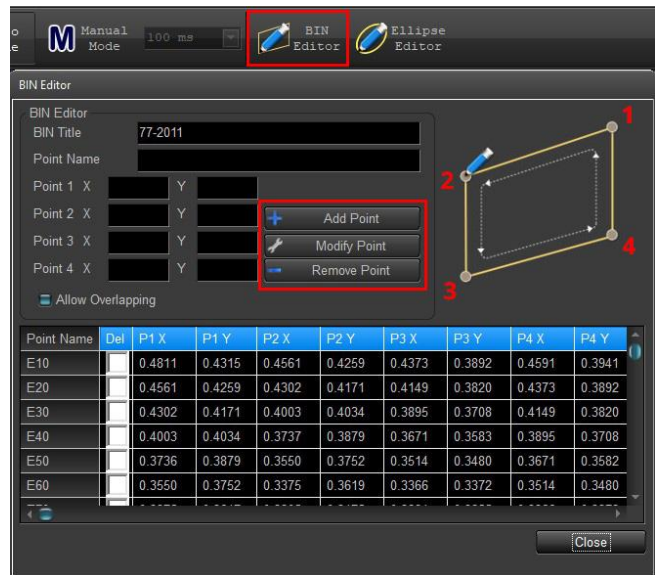 o
e
M Manual
Mode
100 ms
BIN
Editor
Ellipse
Editor
BIN Editor
BIN Editor
BIN Title 77-2011
Point Name
Point 1 X Y
Point 2 X Y
Point 3 X Y
Point 4 X Y
Add Point
Modify Point
Remove Point
Allow Overlapping
1
2
3
4
Point Name Del P1 X P1 Y P2 X P2 Y P3 X P3 Y P4 X P4 Y
E10 0.4811 0.4315 0.4561 0.4259 0.4373 0.3892 0.4591 0.3941
E20 0.4561 0.4259 0.4302 0.4171 0.4149 0.3820 0.4373 0.3892
E30 0.4302 0.4171 0.4003 0.4034 0.3895 0.3708 0.4149 0.3820
E40 0.4003 0.4034 0.3737 0.3879 0.3671 0.3583 0.3895 0.3708
E50 0.3736 0.3879 0.3550 0.3752 0.3514 0.3480 0.3671 0.3582
E60 0.3550 0.3752 0.3375 0.3619 0.3366 0.3372 0.3514 0.3480
Close